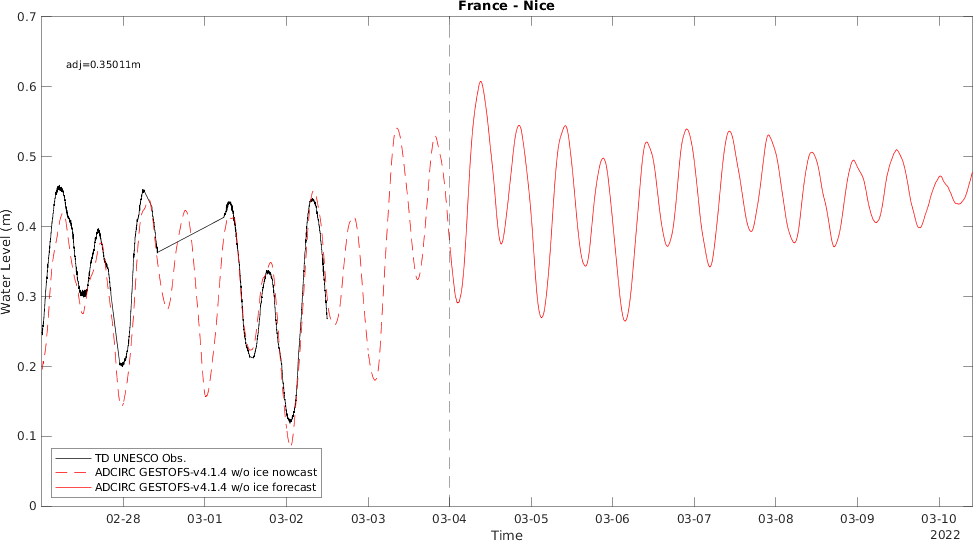 France - Nice
0.7
adj=0.35011m
0.6
0.5
0.4
0.3
0.2
0.1
0
Water Level (m)
TD UNESCO Obs.
ADCIRC GESTOFS-v4.1.4 w/o ice nowcast
ADCIRC GESTOFS-v4.1.4 w/o ice forecast
02-28 03-01 03-02 03-03 03-04 03-05 03-06 03-07 03-08 03-09 03-10
Time
2022